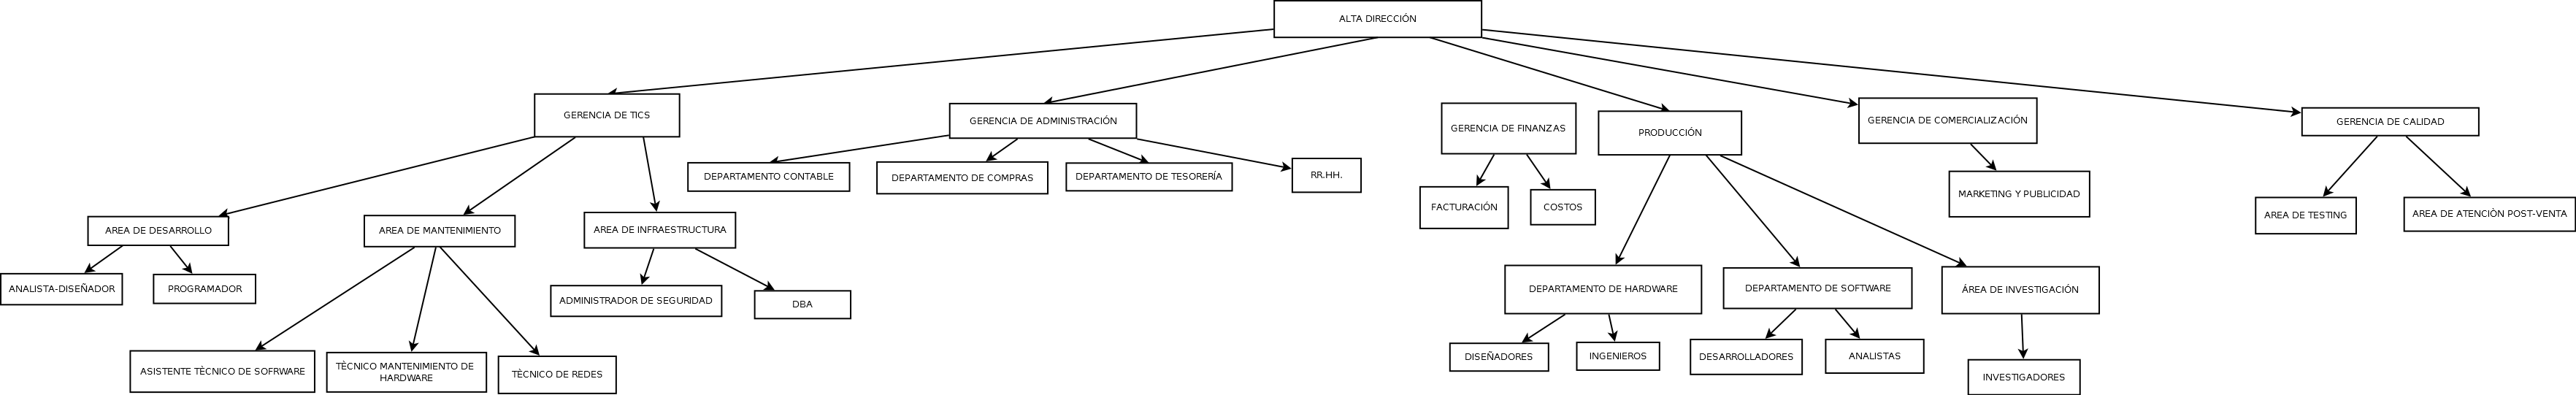 ALTA DIRECCIÓN
GERENCIA DE TICS
GERENCIA DE ADMINISTRACIÓN
GERENCIA DE FINANZAS
PRODUCCIÓN
GERENCIA DE COMERCIALIZACIÓN
GERENCIA DE CALIDAD
DEPARTAMENTO CONTABLE
DEPARTAMENTO DE COMPRAS
DEPARTAMENTO DE TESORERÍA
RR.HH.
FACTURACIÓN
COSTOS
MARKETING Y PUBLICIDAD
AREA DE TESTING
AREA DE ATENCIÒN POST-VENTA
AREA DE DESARROLLO
AREA DE MANTENIMIENTO
AREA DE INFRAESTRUCTURA
ANALISTA-DISEÑADOR
PROGRAMADOR
ADMINISTRADOR DE SEGURIDAD
DBA
DEPARTAMENTO DE HARDWARE
DEPARTAMENTO DE SOFTWARE
ÁREA DE INVESTIGACIÓN
ASISTENTE TÈCNICO DE SOFRWARE
TÈCNICO MANTENIMIENTO DE
HARDWARE
TÈCNICO DE REDES
DISEÑADORES
INGENIEROS
DESARROLLADORES
ANALISTAS
INVESTIGADORES